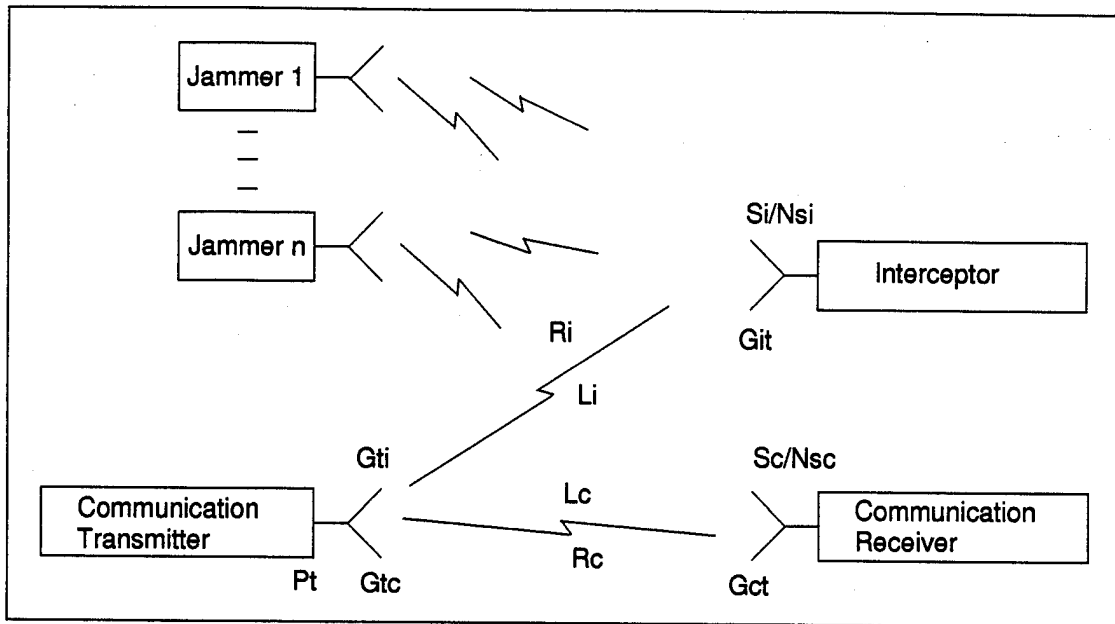 Jammer 1
Jammer n
Si/Nsi
Interceptor
Ri
Git
Li
Gti
Sc/Nsc
Communication
Transmitter
Lc
Communication
Receiver
Rc
Pt
Gtc
Gct